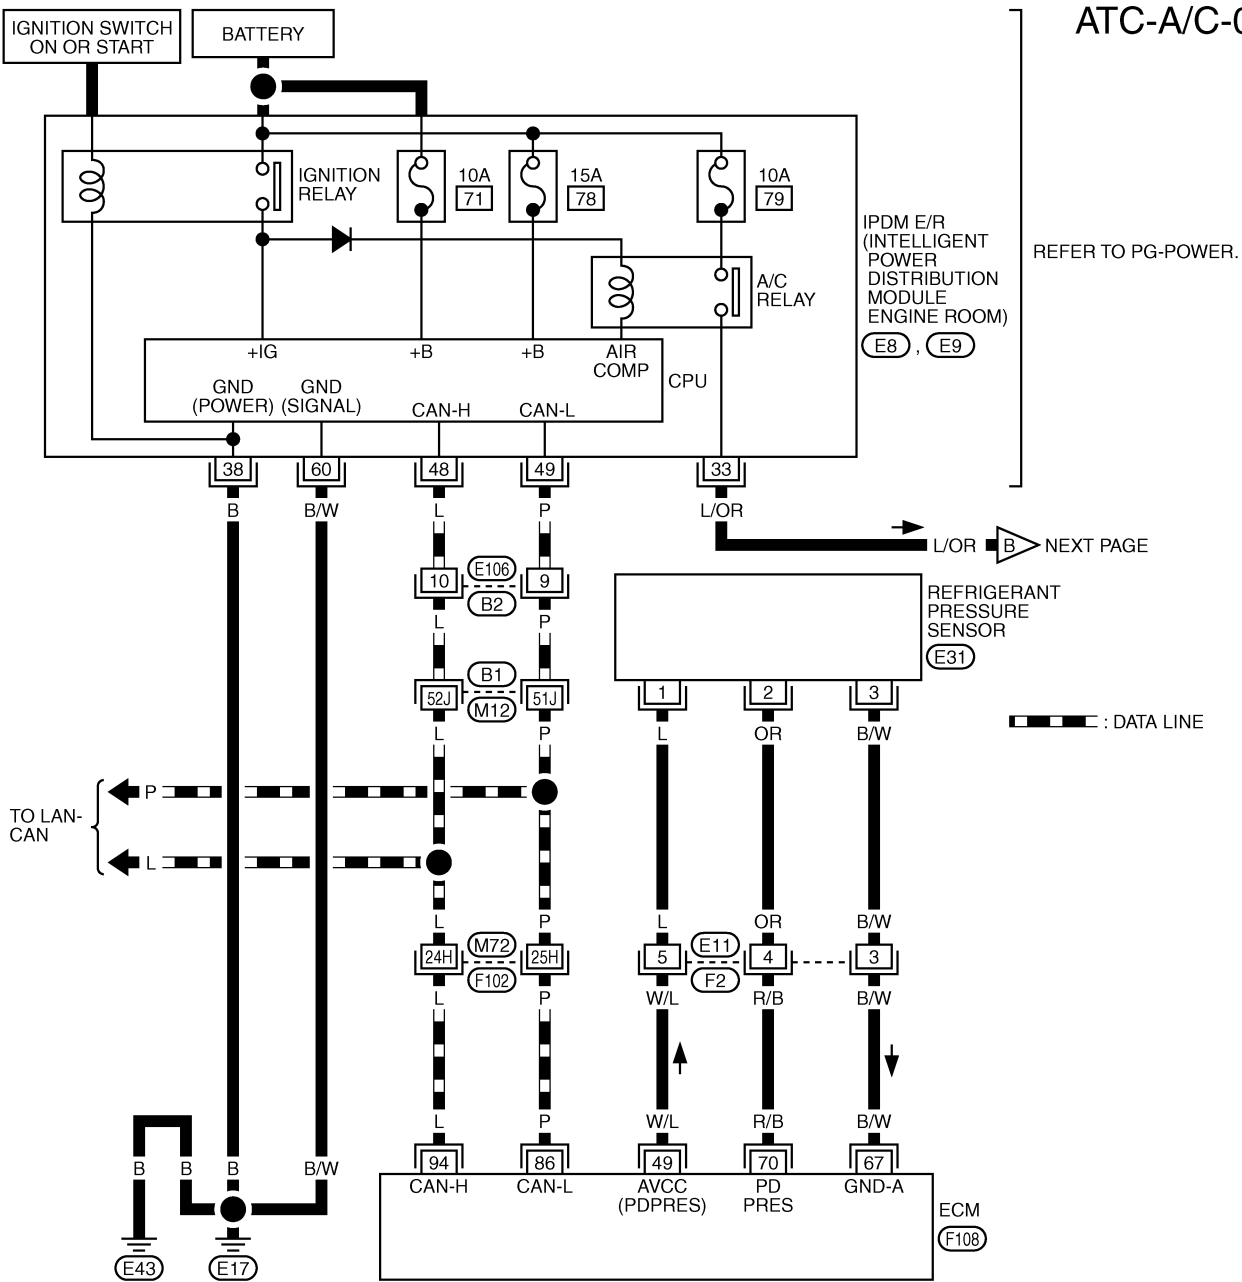 ATC-A/C-0
IGNITION SWITCH
ON OR START
BATTERY
IGNITION
RELAY
10A
71
15A
78
10A
79
IPDM E/R
(INTELLIGENT
POWER
DISTRIBUTION
MODULE
ENGINE ROOM)
E8 , E9
REFER TO PG-POWER.
A/C
RELAY
+IG
+B
+B
AIR
COMP
CPU
GND
(POWER)
GND
(SIGNAL)
CAN-H
CAN-L
38
60
48
49
33
B
B/W
L
P
L/OR
L/OR
B
NEXT PAGE
10
E106
9
B2
L
P
REFRIGERANT
PRESSURE
SENSOR
E31
52J
B1
51J
M12
1
2
3
L
P
L
OR
B/W
: DATA LINE
TO LAN-
CAN
P
L
L
P
L
OR
B/W
24H
M72
25H
F102
5
E11
4
3
F2
L
P
W/L
R/B
B/W
L
P
W/L
R/B
B/W
B
B
B
B/W
94
86
49
70
67
CAN-H
CAN-L
AVCC
(PDPRES)
PD
PRES
GND-A
ECM
F108
E43
E17